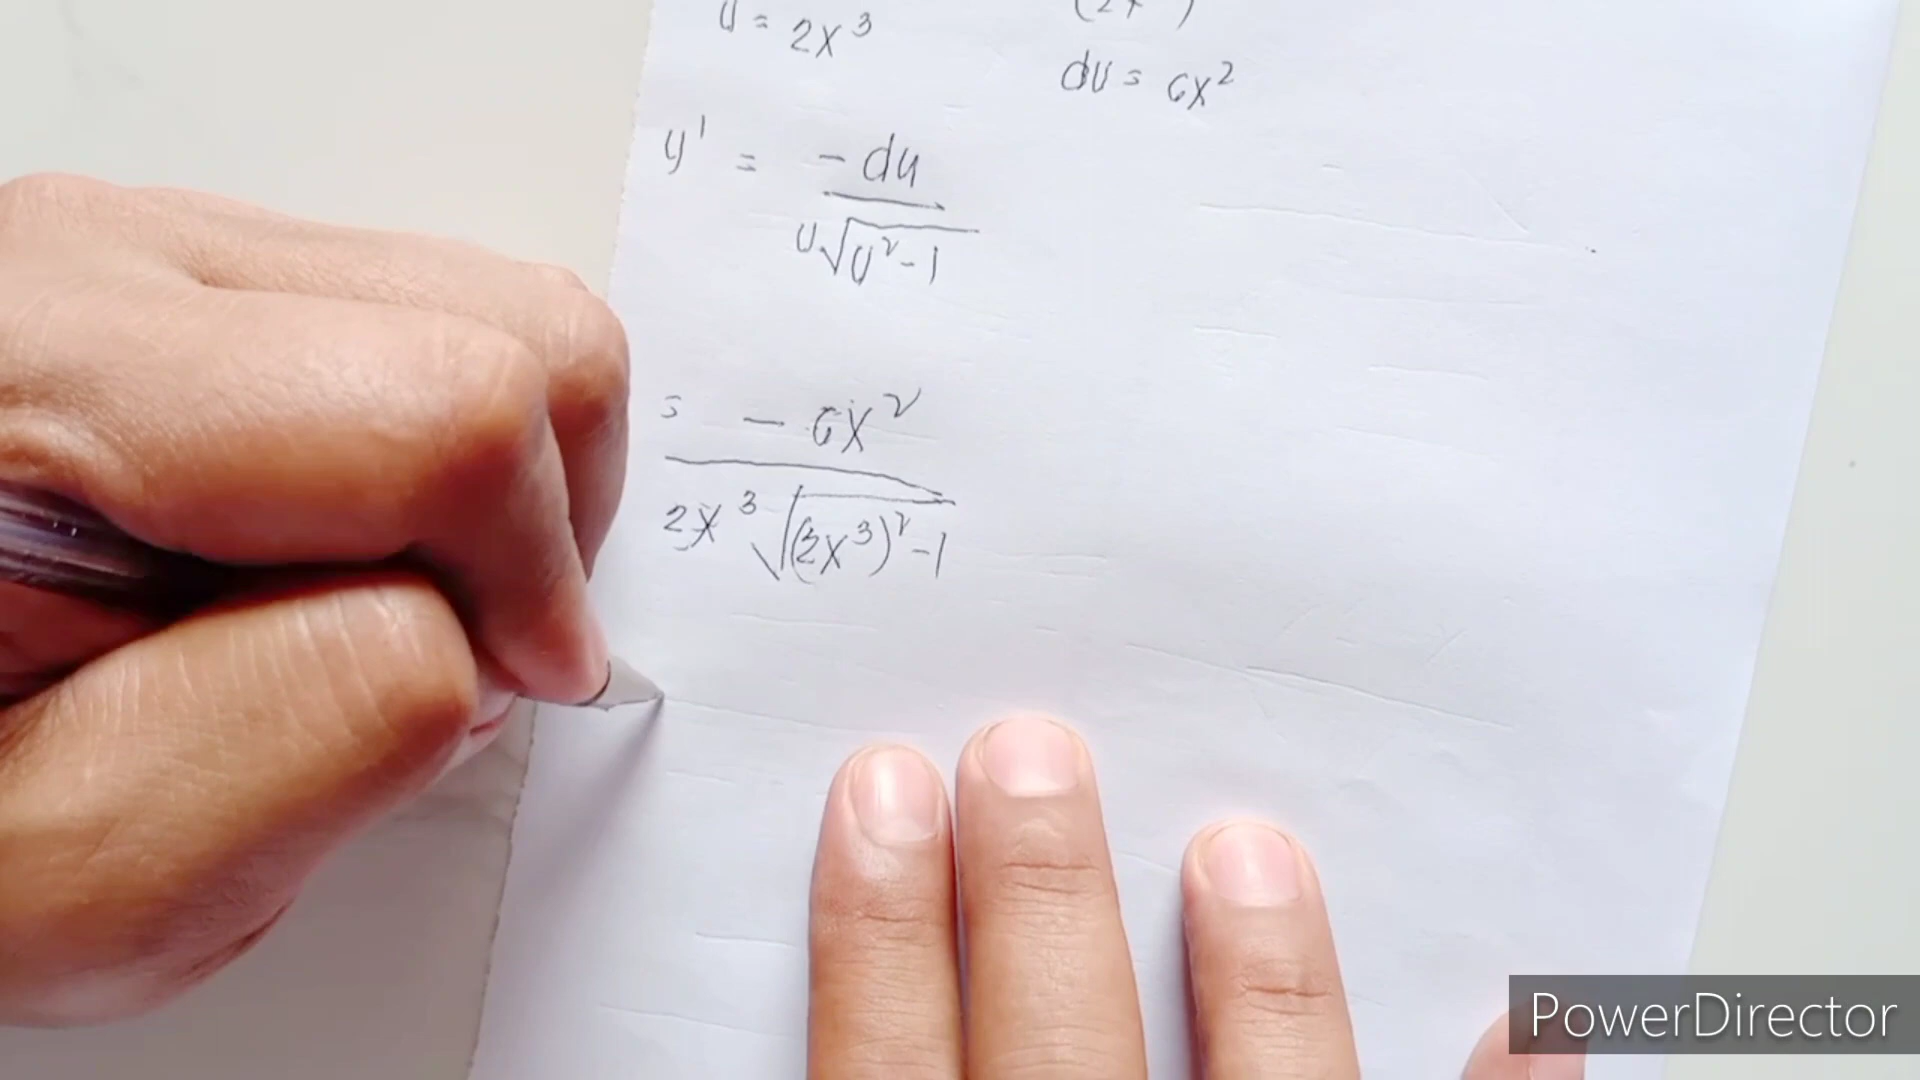 u = 2x³
du = 6x²
y' = -du
u√u²-1
= - 6x²
2x³√(2x³)²-1
PowerDirector